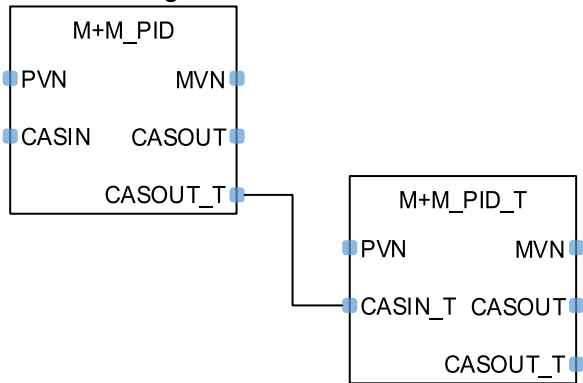 M+M_PID
PVN MVN
CASIN CASOUT
CASOUT_T
M+M_PID_T
PVN MVN
CASIN_T CASOUT
CASOUT_T